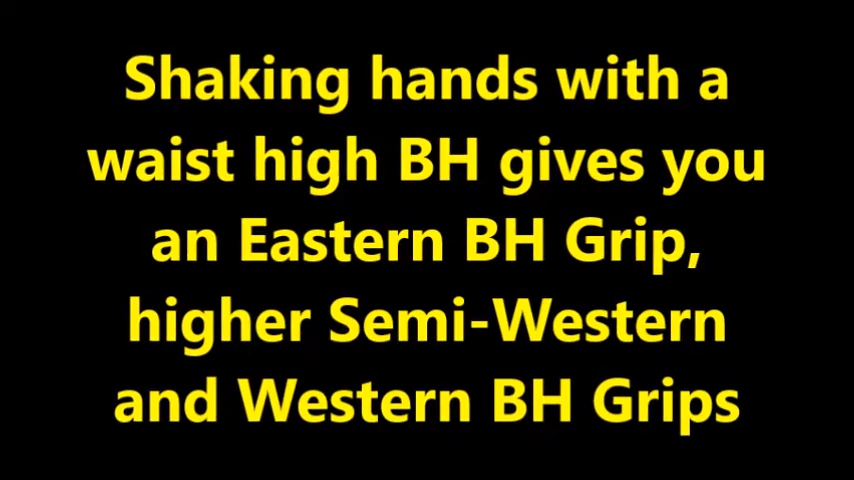 Shaking hands with a
waist high BH gives you
an Eastern BH Grip,
higher Semi-Western
and Western BH Grips